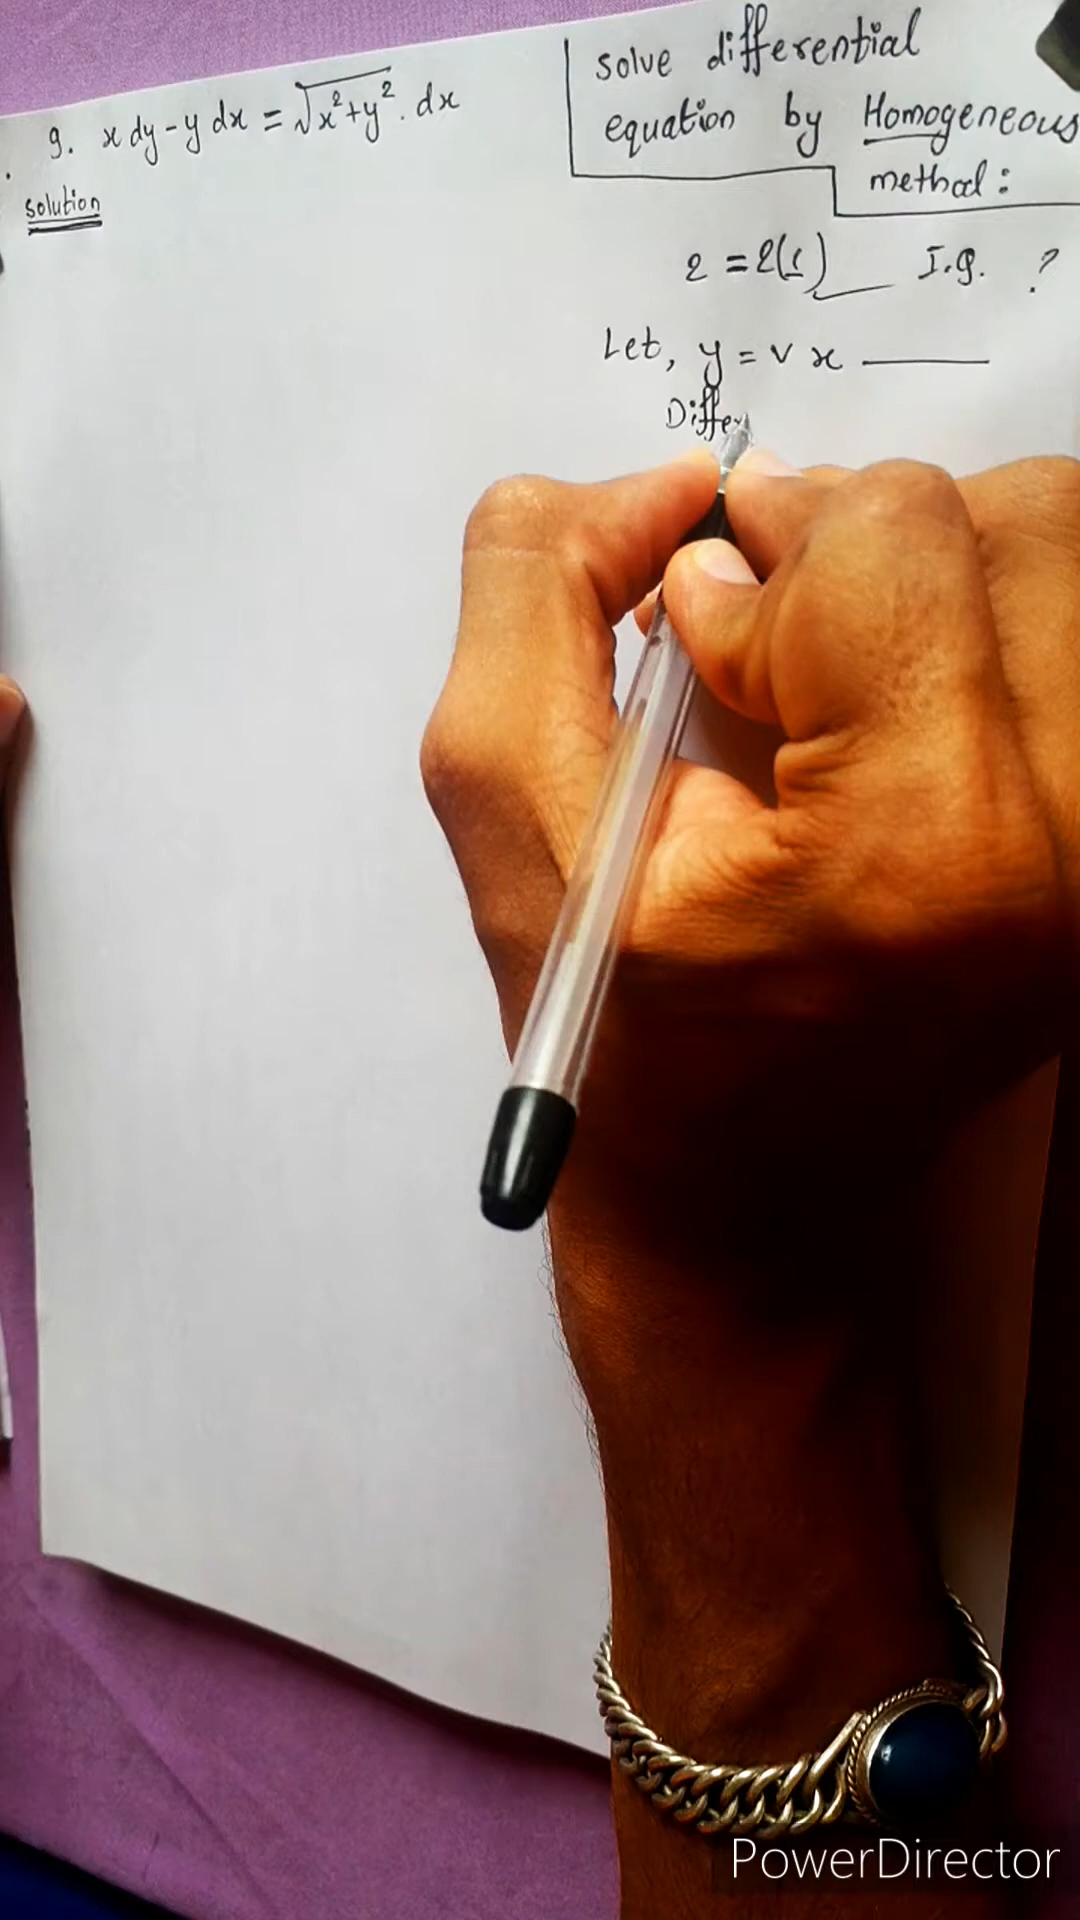 9. x dy - y dx = √x²+y² . dx
solution
solve differential
equation by Homogeneous
method:
2 = 2(1) I.g. ?
Let, y = v x
Differ
PowerDirector